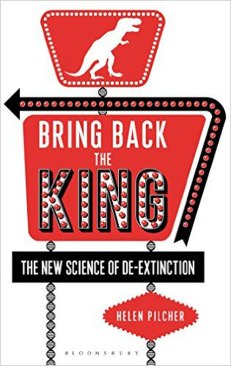 BRING BACK
THE
KING
THE NEW SCIENCE OF DE-EXTINCTION
HELEN PILCHER
BLOOMSBURY